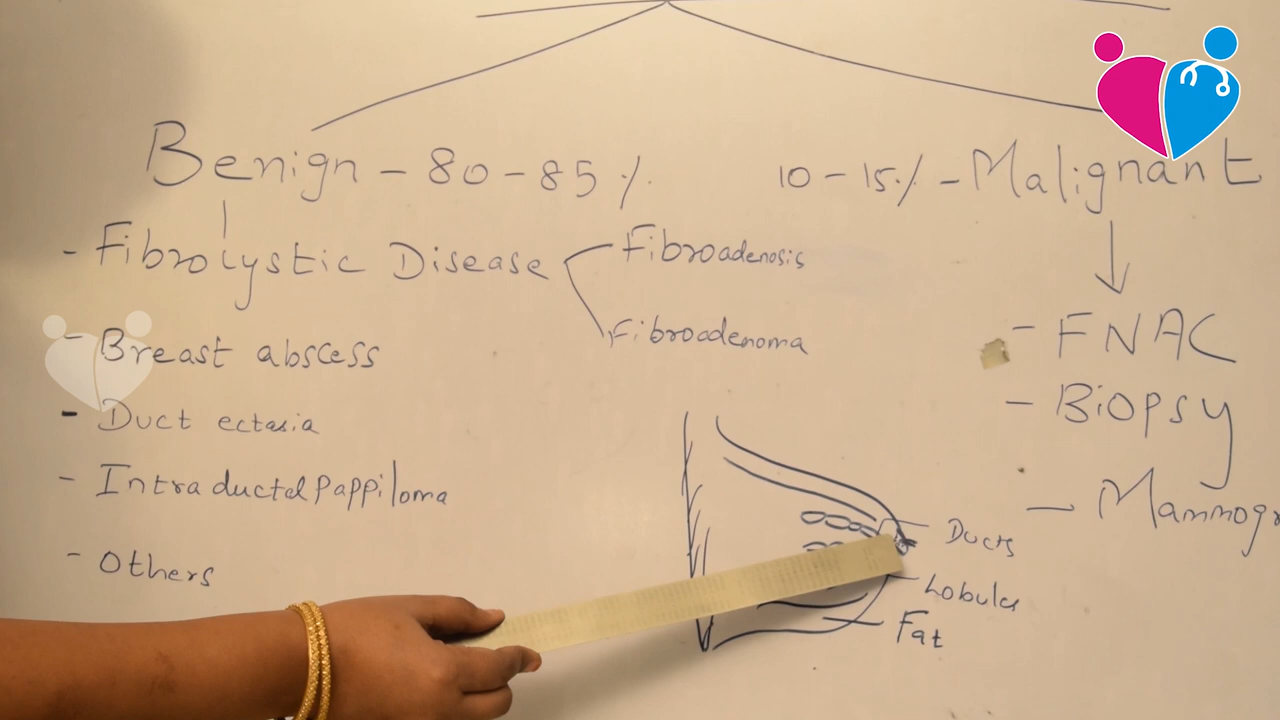 Benign - 80 - 85 %.
10 - 15% - Malignant
- Fibrocystic Disease
Fibroadenosis
Fibroadenoma
- Breast abscess
- Duct ectasia
- Intraductal Pappiloma
- Others
- FNAC
- Biopsy
- Mammogr
Ducts
Lobules
Fat